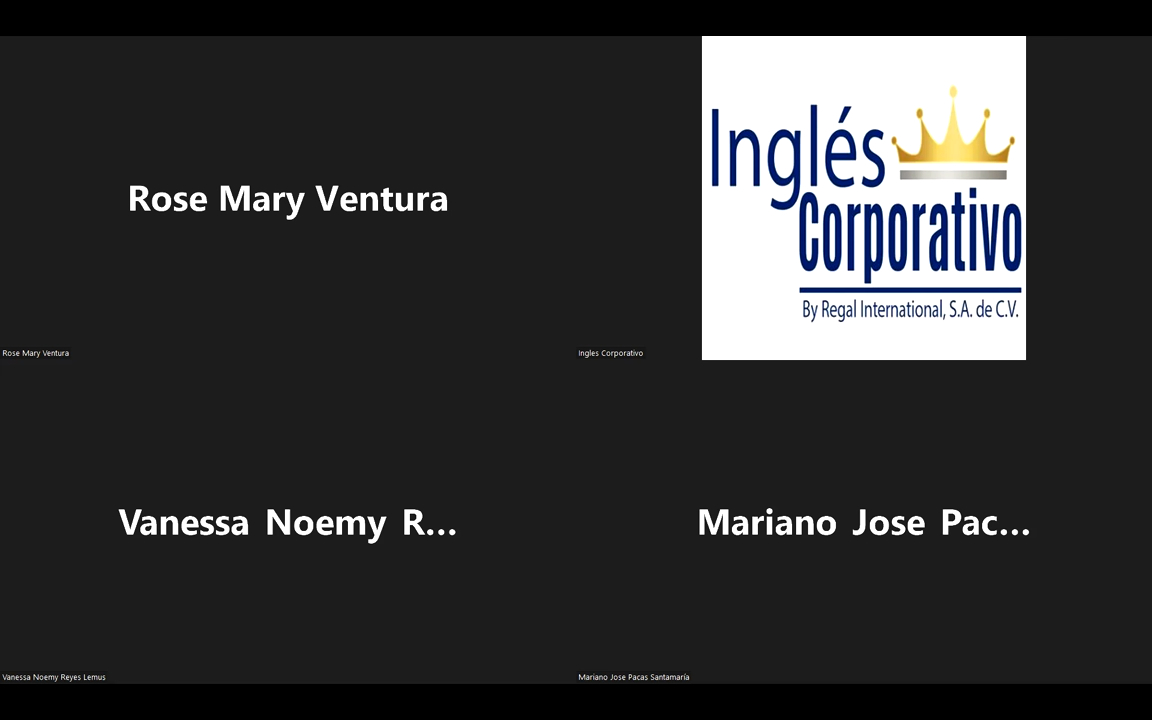 Rose Mary Ventura
Rose Mary Ventura
Inglés
Corporativo
By Regal International, S.A. de C.V.
Ingles Corporativo
Vanessa Noemy R...
Vanessa Noemy Reyes Lemus
Mariano Jose Pac...
Mariano Jose Pacas Santamaría